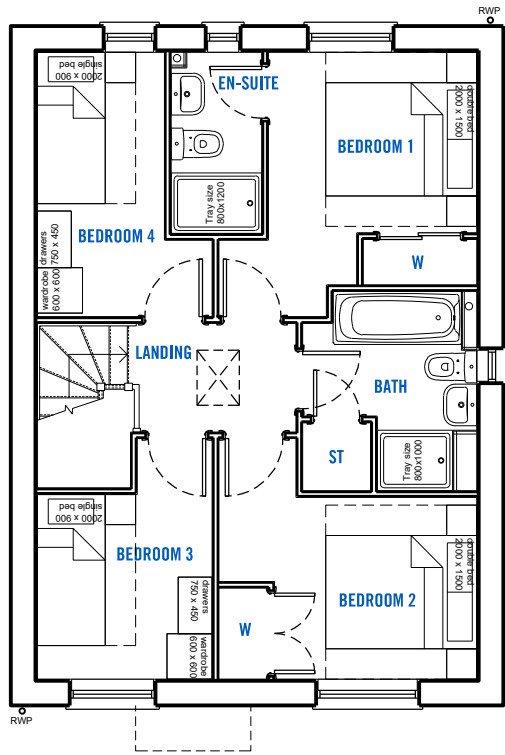 RWP
single bed
2000 x 900
EN-SUITE
BEDROOM 1
double bed
2000 x 1500
Tray size
800x1200
BEDROOM 4
drawers
750 x 450
wardrobe
600 x 600
W
LANDING
BATH
ST
Tray size
800x1000
single bed
2000 x 900
BEDROOM 3
drawers
750 x 450
wardrobe
600 x 600
W
BEDROOM 2
double bed
2000 x 1500
RWP